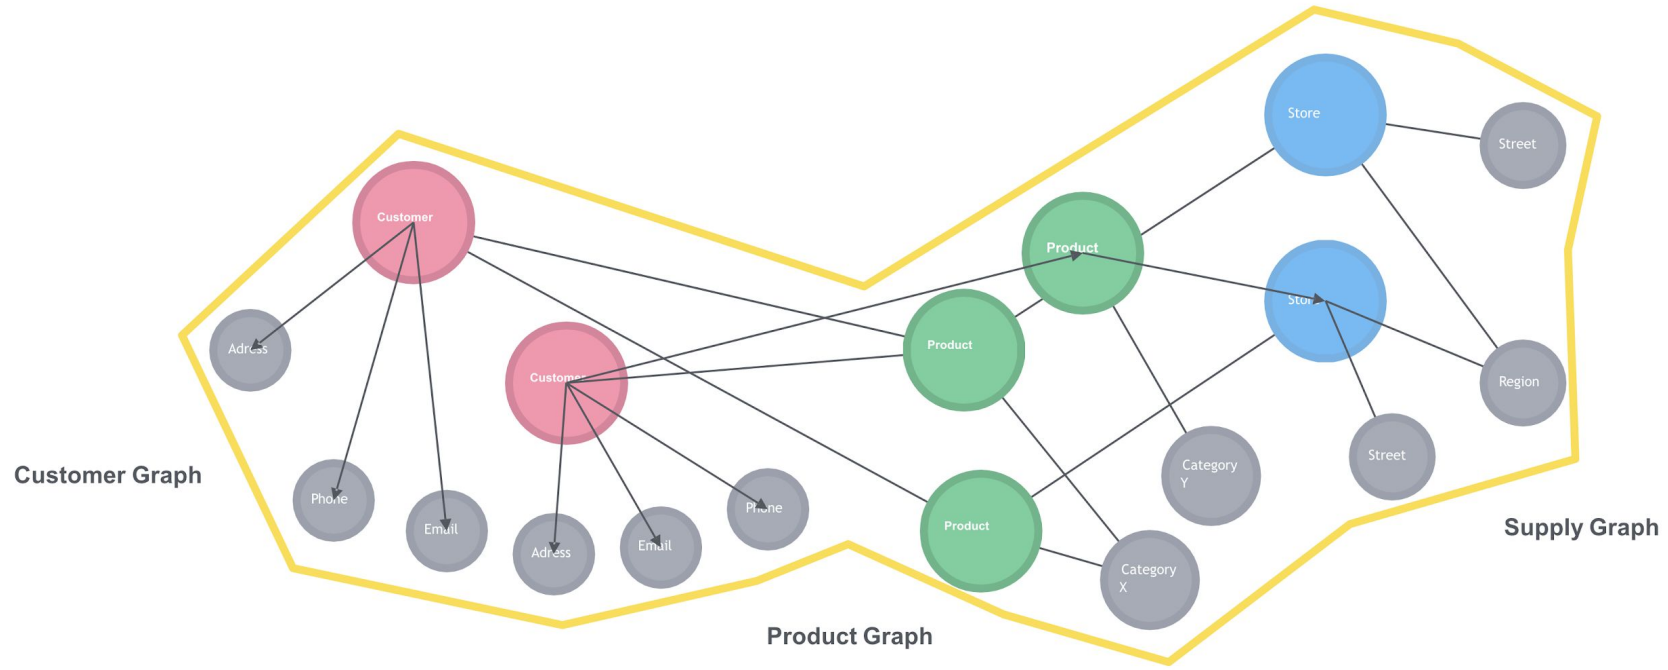 Store
Street
Customer
Product
Store
Product
Adress
Customer
Region
Street
Category
Y
Customer Graph
Phone
Email
Phone
Adress
Email
Product
Supply Graph
Category
X
Product Graph